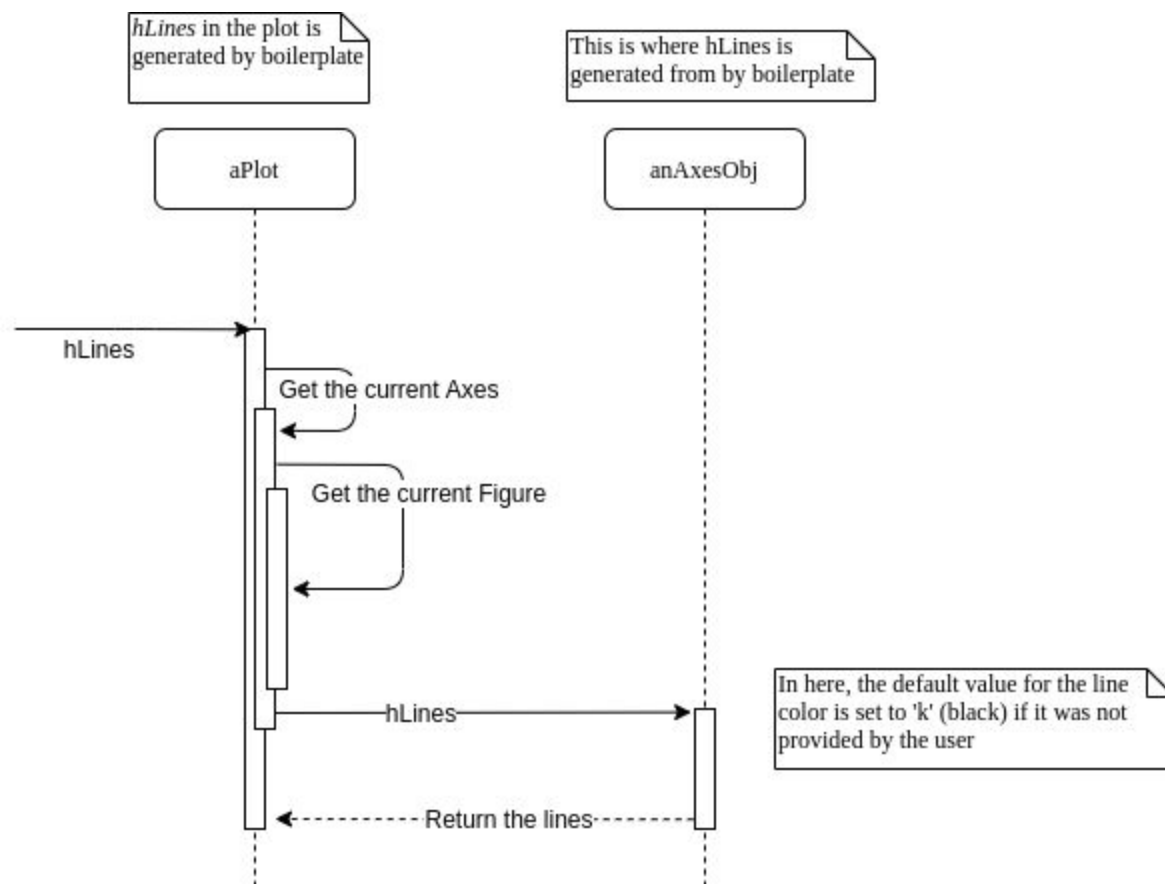 hLines in the plot is
generated by boilerplate
This is where hLines is
generated from by boilerplate
aPlot
anAxesObj
hLines
Get the current Axes
Get the current Figure
hLines
In here, the default value for the line
color is set to 'k' (black) if it was not
provided by the user
Return the lines